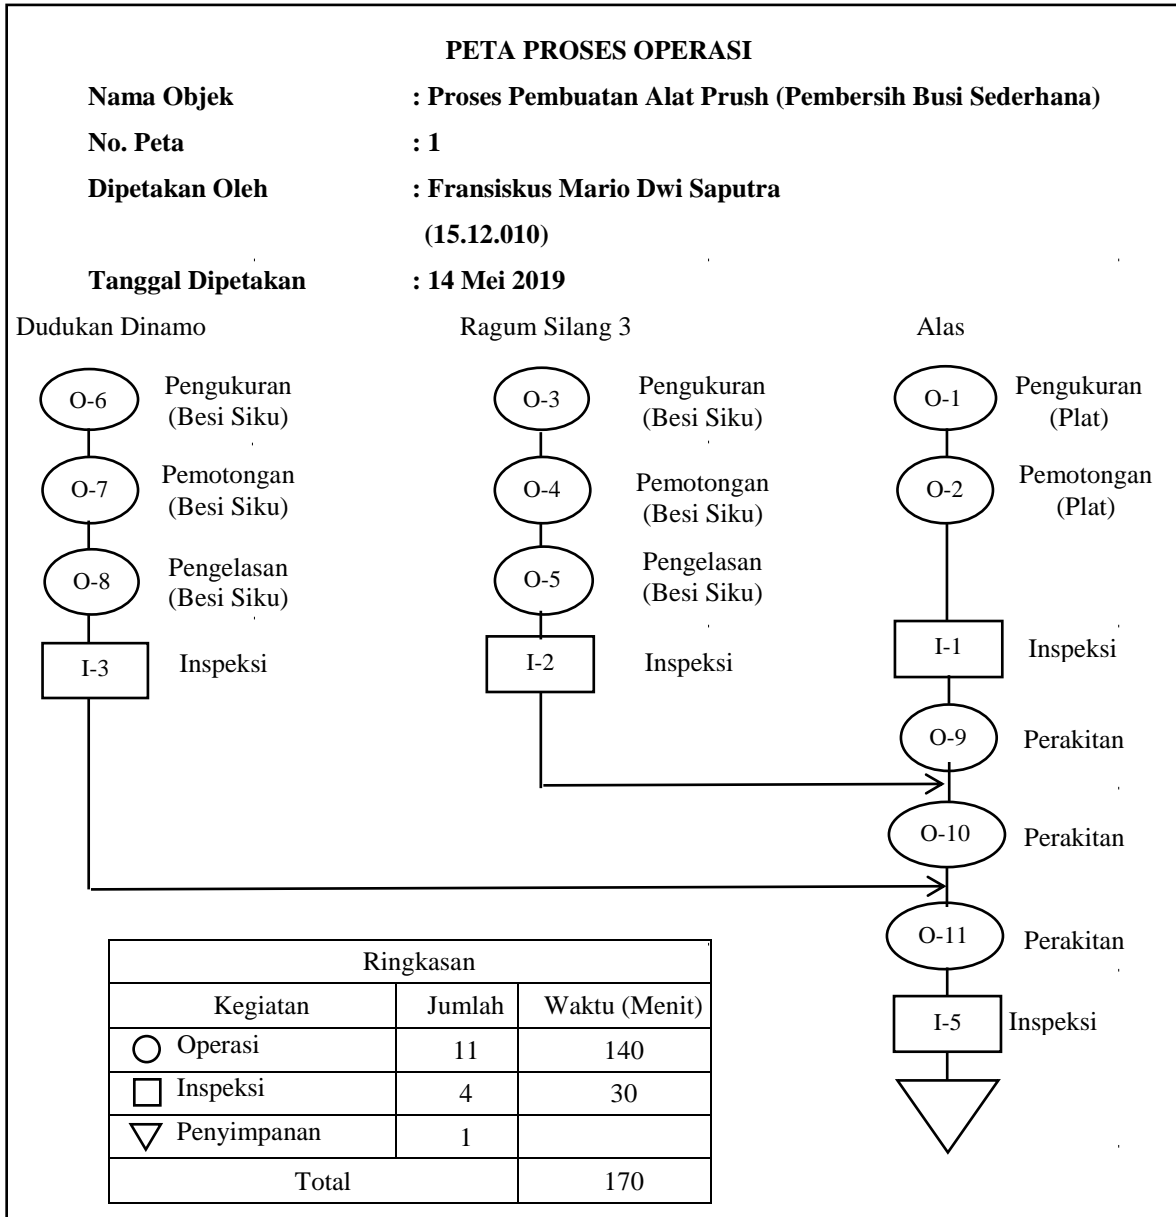 PETA PROSES OPERASI
Nama Objek : Proses Pembuatan Alat Prush (Pembersih Busi Sederhana)
No. Peta : 1
Dipetakan Oleh : Fransiskus Mario Dwi Saputra
(15.12.010)
Tanggal Dipetakan : 14 Mei 2019
Dudukan Dinamo
O-6 Pengukuran
(Besi Siku)
O-7 Pemotongan
(Besi Siku)
O-8 Pengelasan
(Besi Siku)
I-3 Inspeksi
Ragum Silang 3
O-3 Pengukuran
(Besi Siku)
O-4 Pemotongan
(Besi Siku)
O-5 Pengelasan
(Besi Siku)
I-2 Inspeksi
Alas
O-1 Pengukuran
(Plat)
O-2 Pemotongan
(Plat)
I-1 Inspeksi
O-9 Perakitan
O-10 Perakitan
O-11 Perakitan
I-5 Inspeksi
Ringkasan
Kegiatan Jumlah Waktu (Menit)
Operasi 11 140
Inspeksi 4 30
Penyimpanan 1
Total 170